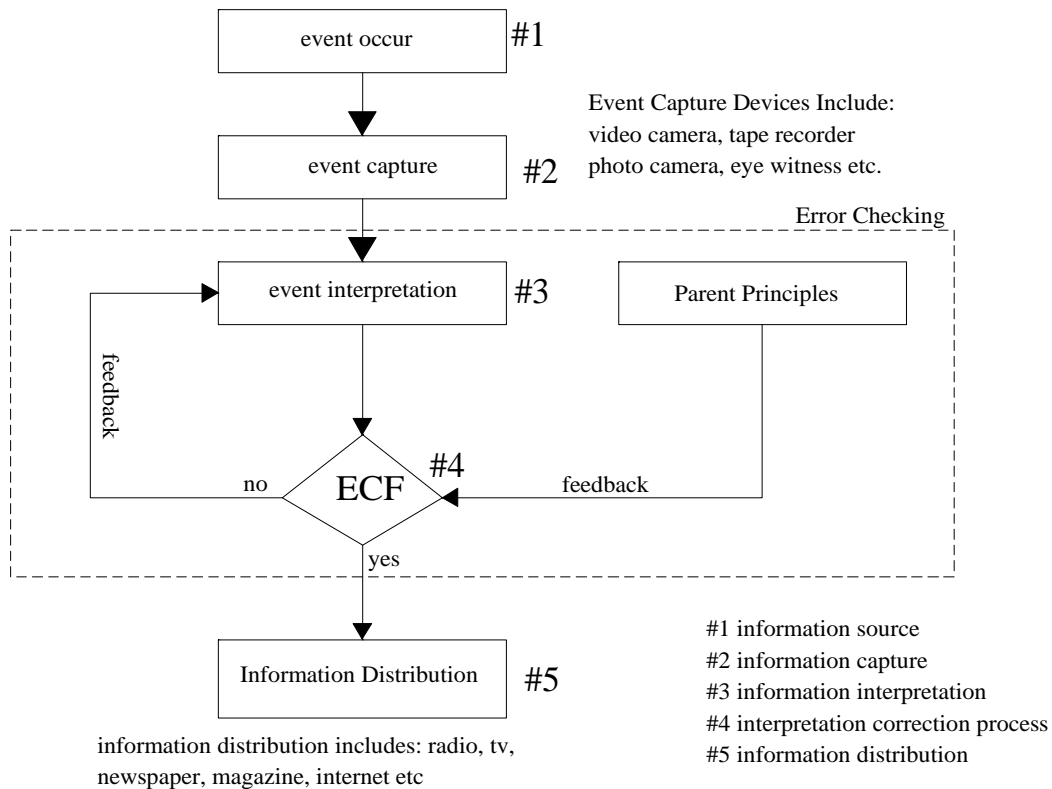 event occur
#1
Event Capture Devices Include:
video camera, tape recorder
photo camera, eye witness etc.
event capture
#2
Error Checking
event interpretation
#3
Parent Principles
feedback
ECF
#4
no
feedback
yes
Information Distribution
#5
information distribution includes: radio, tv,
newspaper, magazine, internet etc
#1 information source
#2 information capture
#3 information interpretation
#4 interpretation correction process
#5 information distribution